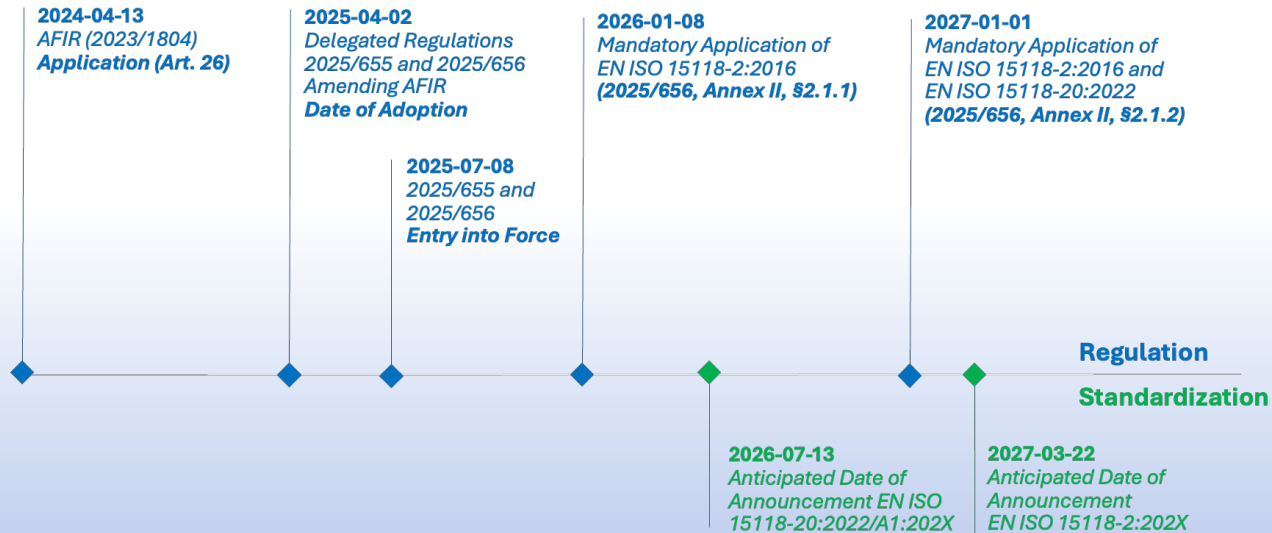 2024-04-13
AFIR (2023/1804)
Application (Art. 26)
2025-04-02
Delegated Regulations
2025/655 and 2025/656
Amending AFIR
Date of Adoption
2025-07-08
2025/655 and
2025/656
Entry into Force
2026-01-08
Mandatory Application of
EN ISO 15118-2:2016
(2025/656, Annex II, §2.1.1)
2027-01-01
Mandatory Application of
EN ISO 15118-2:2016 and
EN ISO 15118-20:2022
(2025/656, Annex II, §2.1.2)
Regulation
Standardization
2026-07-13
Anticipated Date of
Announcement EN ISO
15118-20:2022/A1:202X
2027-03-22
Anticipated Date of
Announcement
EN ISO 15118-2:202X